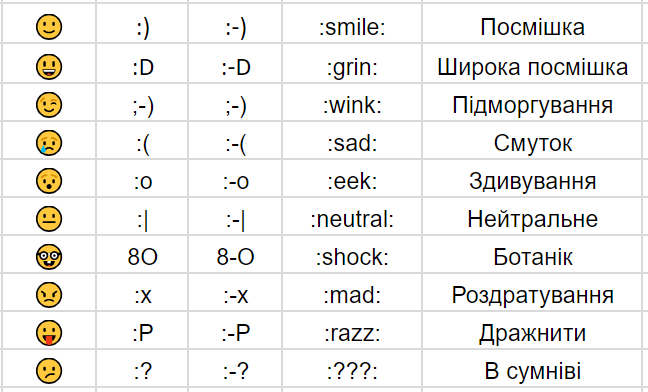 🙂 :) :-) :smile: Посмішка
😃 :D :-D :grin: Широка посмішка
😉 ;-) ;-) :wink: Підморгування
😢 :( :-( :sad: Смуток
😯 :o :-o :eek: Здивування
😐 :| :-| :neutral: Нейтральне
🤓 8O 8-O :shock: Ботанік
😠 :x :-x :mad: Роздратування
😛 :P :-P :razz: Дражнити
🫤 :? :-? :???: В сумніві